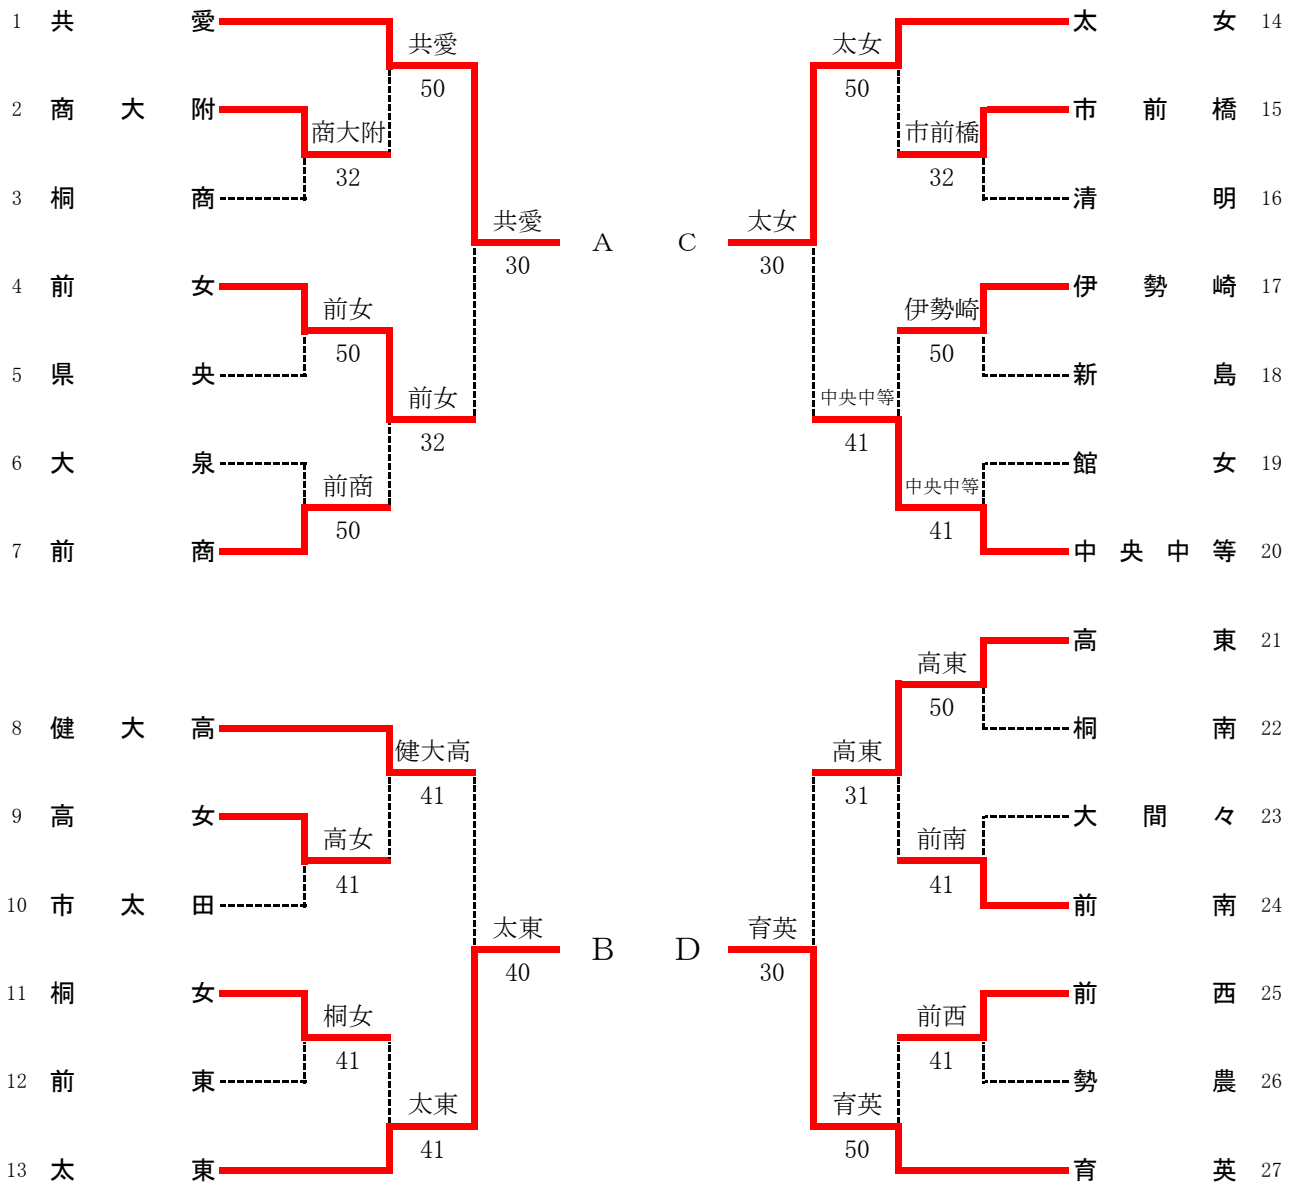 1 共愛
共愛
50
2 商大附
商大附
32
3 桐商
共愛
30
A
4 前女
前女
50
5 県央
前女
32
6 大泉
前商
50
7 前商
8 健大高
健大高
41
9 高女
高女
41
10 市太田
太東
40
B
11 桐女
桐女
41
12 前東
太東
41
13 太東
太女 14
太女
50
市前橋 15
市前橋
32
清明 16
C
太女
30
伊勢崎 17
伊勢崎
50
新島 18
中央中等
41
館女 19
中央中等
41
中央中等 20
高東 21
高東
50
桐南 22
高東
31
大間々 23
前南
41
前南 24
D
育英
30
前西 25
前西
41
勢農 26
育英
50
育英 27